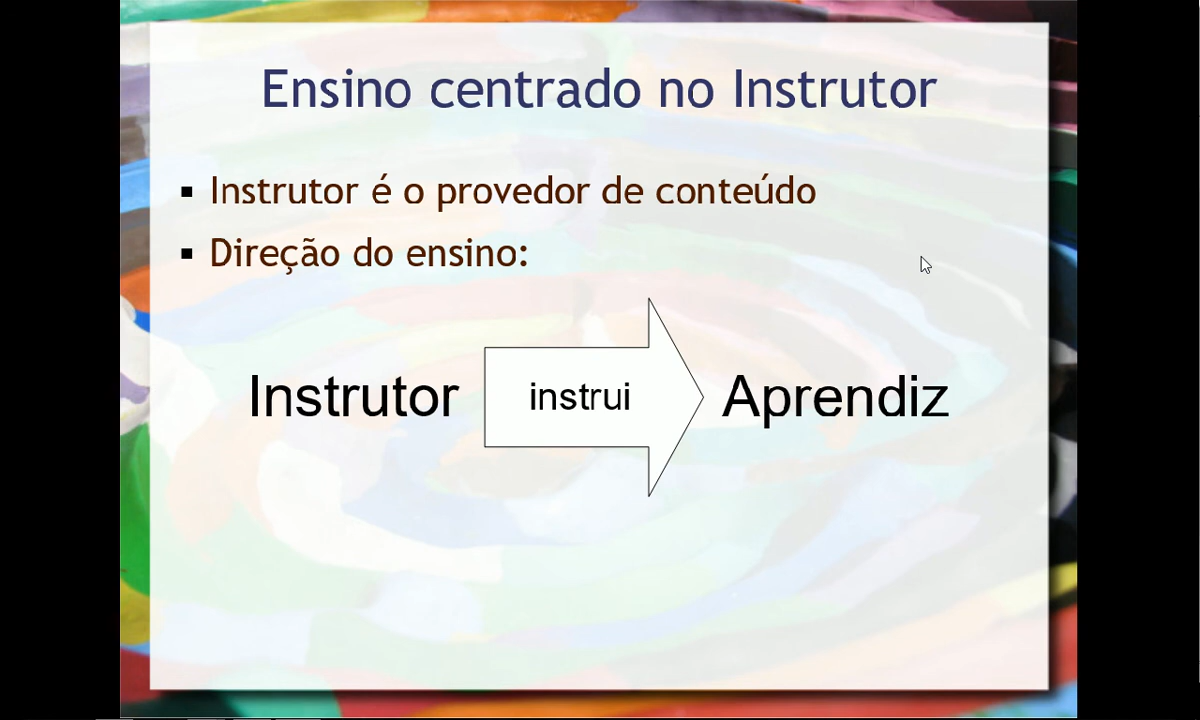 Ensino centrado no Instrutor
Instrutor é o provedor de conteúdo
Direção do ensino:
Instrutor instrui Aprendiz